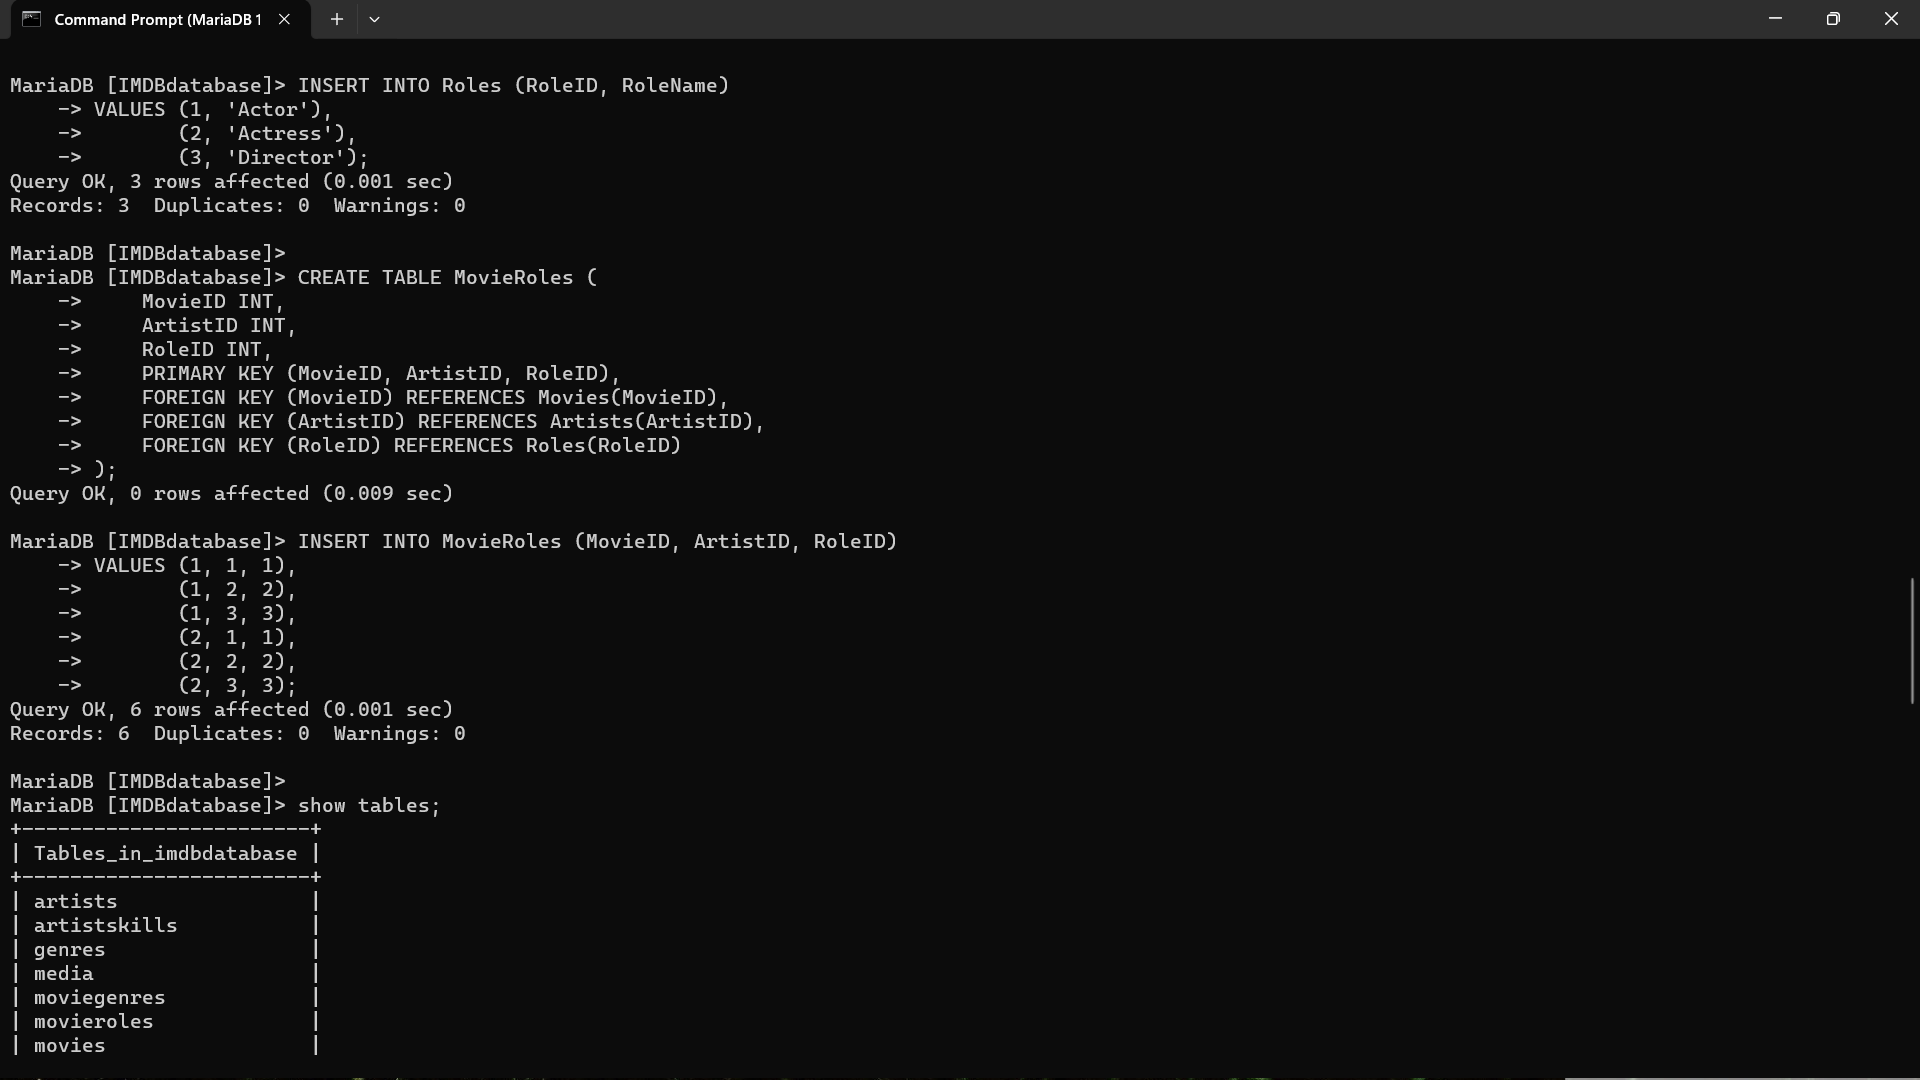 Command Prompt (MariaDB 1
MariaDB [IMDBdatabase]> INSERT INTO Roles (RoleID, RoleName)
    -> VALUES (1, 'Actor'),
    ->        (2, 'Actress'),
    ->        (3, 'Director');
Query OK, 3 rows affected (0.001 sec)
Records: 3  Duplicates: 0  Warnings: 0
MariaDB [IMDBdatabase]>
MariaDB [IMDBdatabase]> CREATE TABLE MovieRoles (
    ->     MovieID INT,
    ->     ArtistID INT,
    ->     RoleID INT,
    ->     PRIMARY KEY (MovieID, ArtistID, RoleID),
    ->     FOREIGN KEY (MovieID) REFERENCES Movies(MovieID),
    ->     FOREIGN KEY (ArtistID) REFERENCES Artists(ArtistID),
    ->     FOREIGN KEY (RoleID) REFERENCES Roles(RoleID)
    -> );
Query OK, 0 rows affected (0.009 sec)
MariaDB [IMDBdatabase]> INSERT INTO MovieRoles (MovieID, ArtistID, RoleID)
    -> VALUES (1, 1, 1),
    ->        (1, 2, 2),
    ->        (1, 3, 3),
    ->        (2, 1, 1),
    ->        (2, 2, 2),
    ->        (2, 3, 3);
Query OK, 6 rows affected (0.001 sec)
Records: 6  Duplicates: 0  Warnings: 0
MariaDB [IMDBdatabase]>
MariaDB [IMDBdatabase]> show tables;
+------------------------+
| Tables_in_imdbdatabase |
+------------------------+
| artists                |
| artistskills           |
| genres                 |
| media                  |
| moviegenres            |
| movieroles             |
| movies                 |